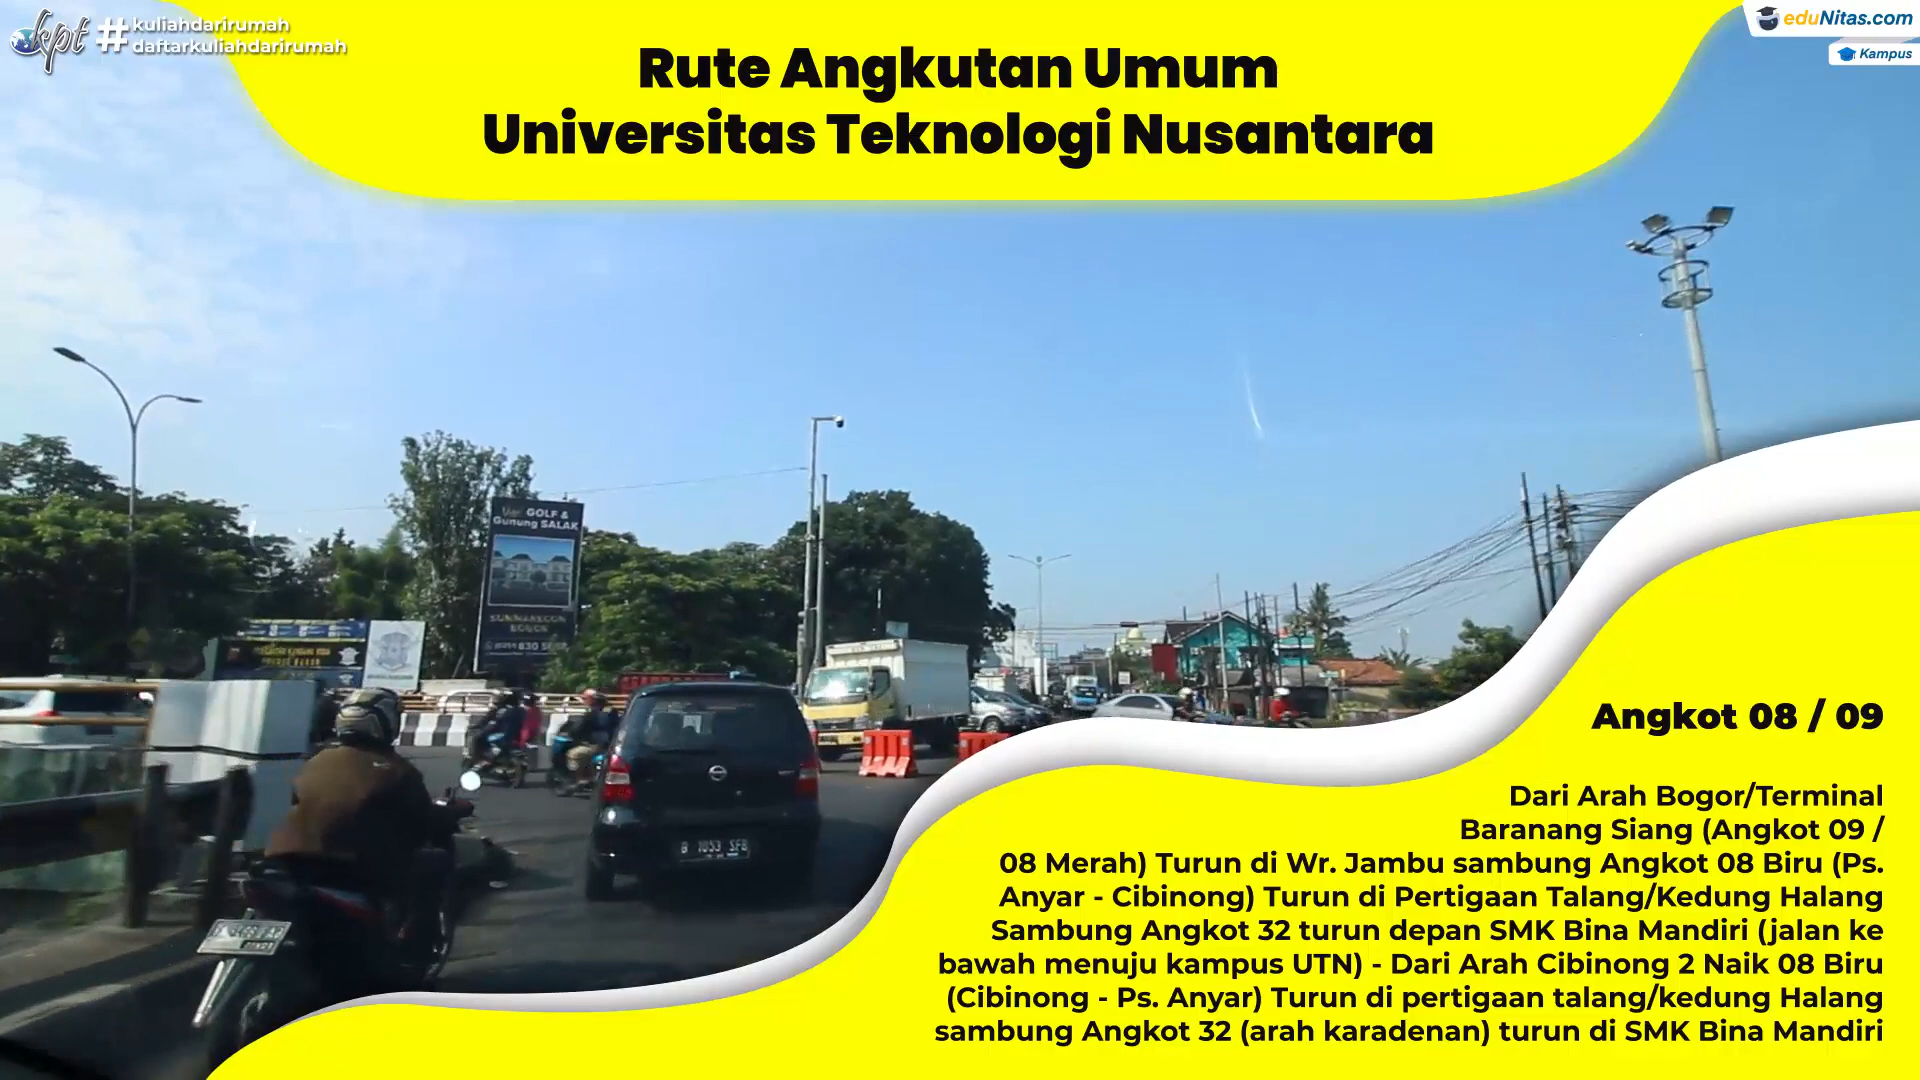 kpt
#kuliahdarirumah
daftarkuliahdarirumah
eduNitas.com
Kampus
Rute Angkutan Umum
Universitas Teknologi Nusantara
GOLF &
Gunung SALAK
SUMMARECON
BOGOR
B 1053 SFB
Angkot 08 / 09
Dari Arah Bogor/Terminal
Baranang Siang (Angkot 09 /
08 Merah) Turun di Wr. Jambu sambung Angkot 08 Biru (Ps.
Anyar - Cibinong) Turun di Pertigaan Talang/Kedung Halang
Sambung Angkot 32 turun depan SMK Bina Mandiri (jalan ke
bawah menuju kampus UTN) - Dari Arah Cibinong 2 Naik 08 Biru
(Cibinong - Ps. Anyar) Turun di pertigaan talang/kedung Halang
sambung Angkot 32 (arah karadenan) turun di SMK Bina Mandiri